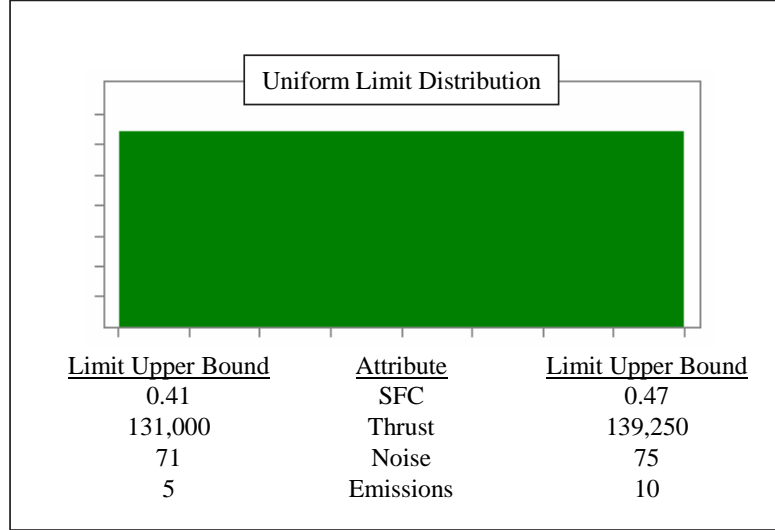 Uniform Limit Distribution
Limit Upper Bound Attribute Limit Upper Bound
0.41 SFC 0.47
131,000 Thrust 139,250
71 Noise 75
5 Emissions 10